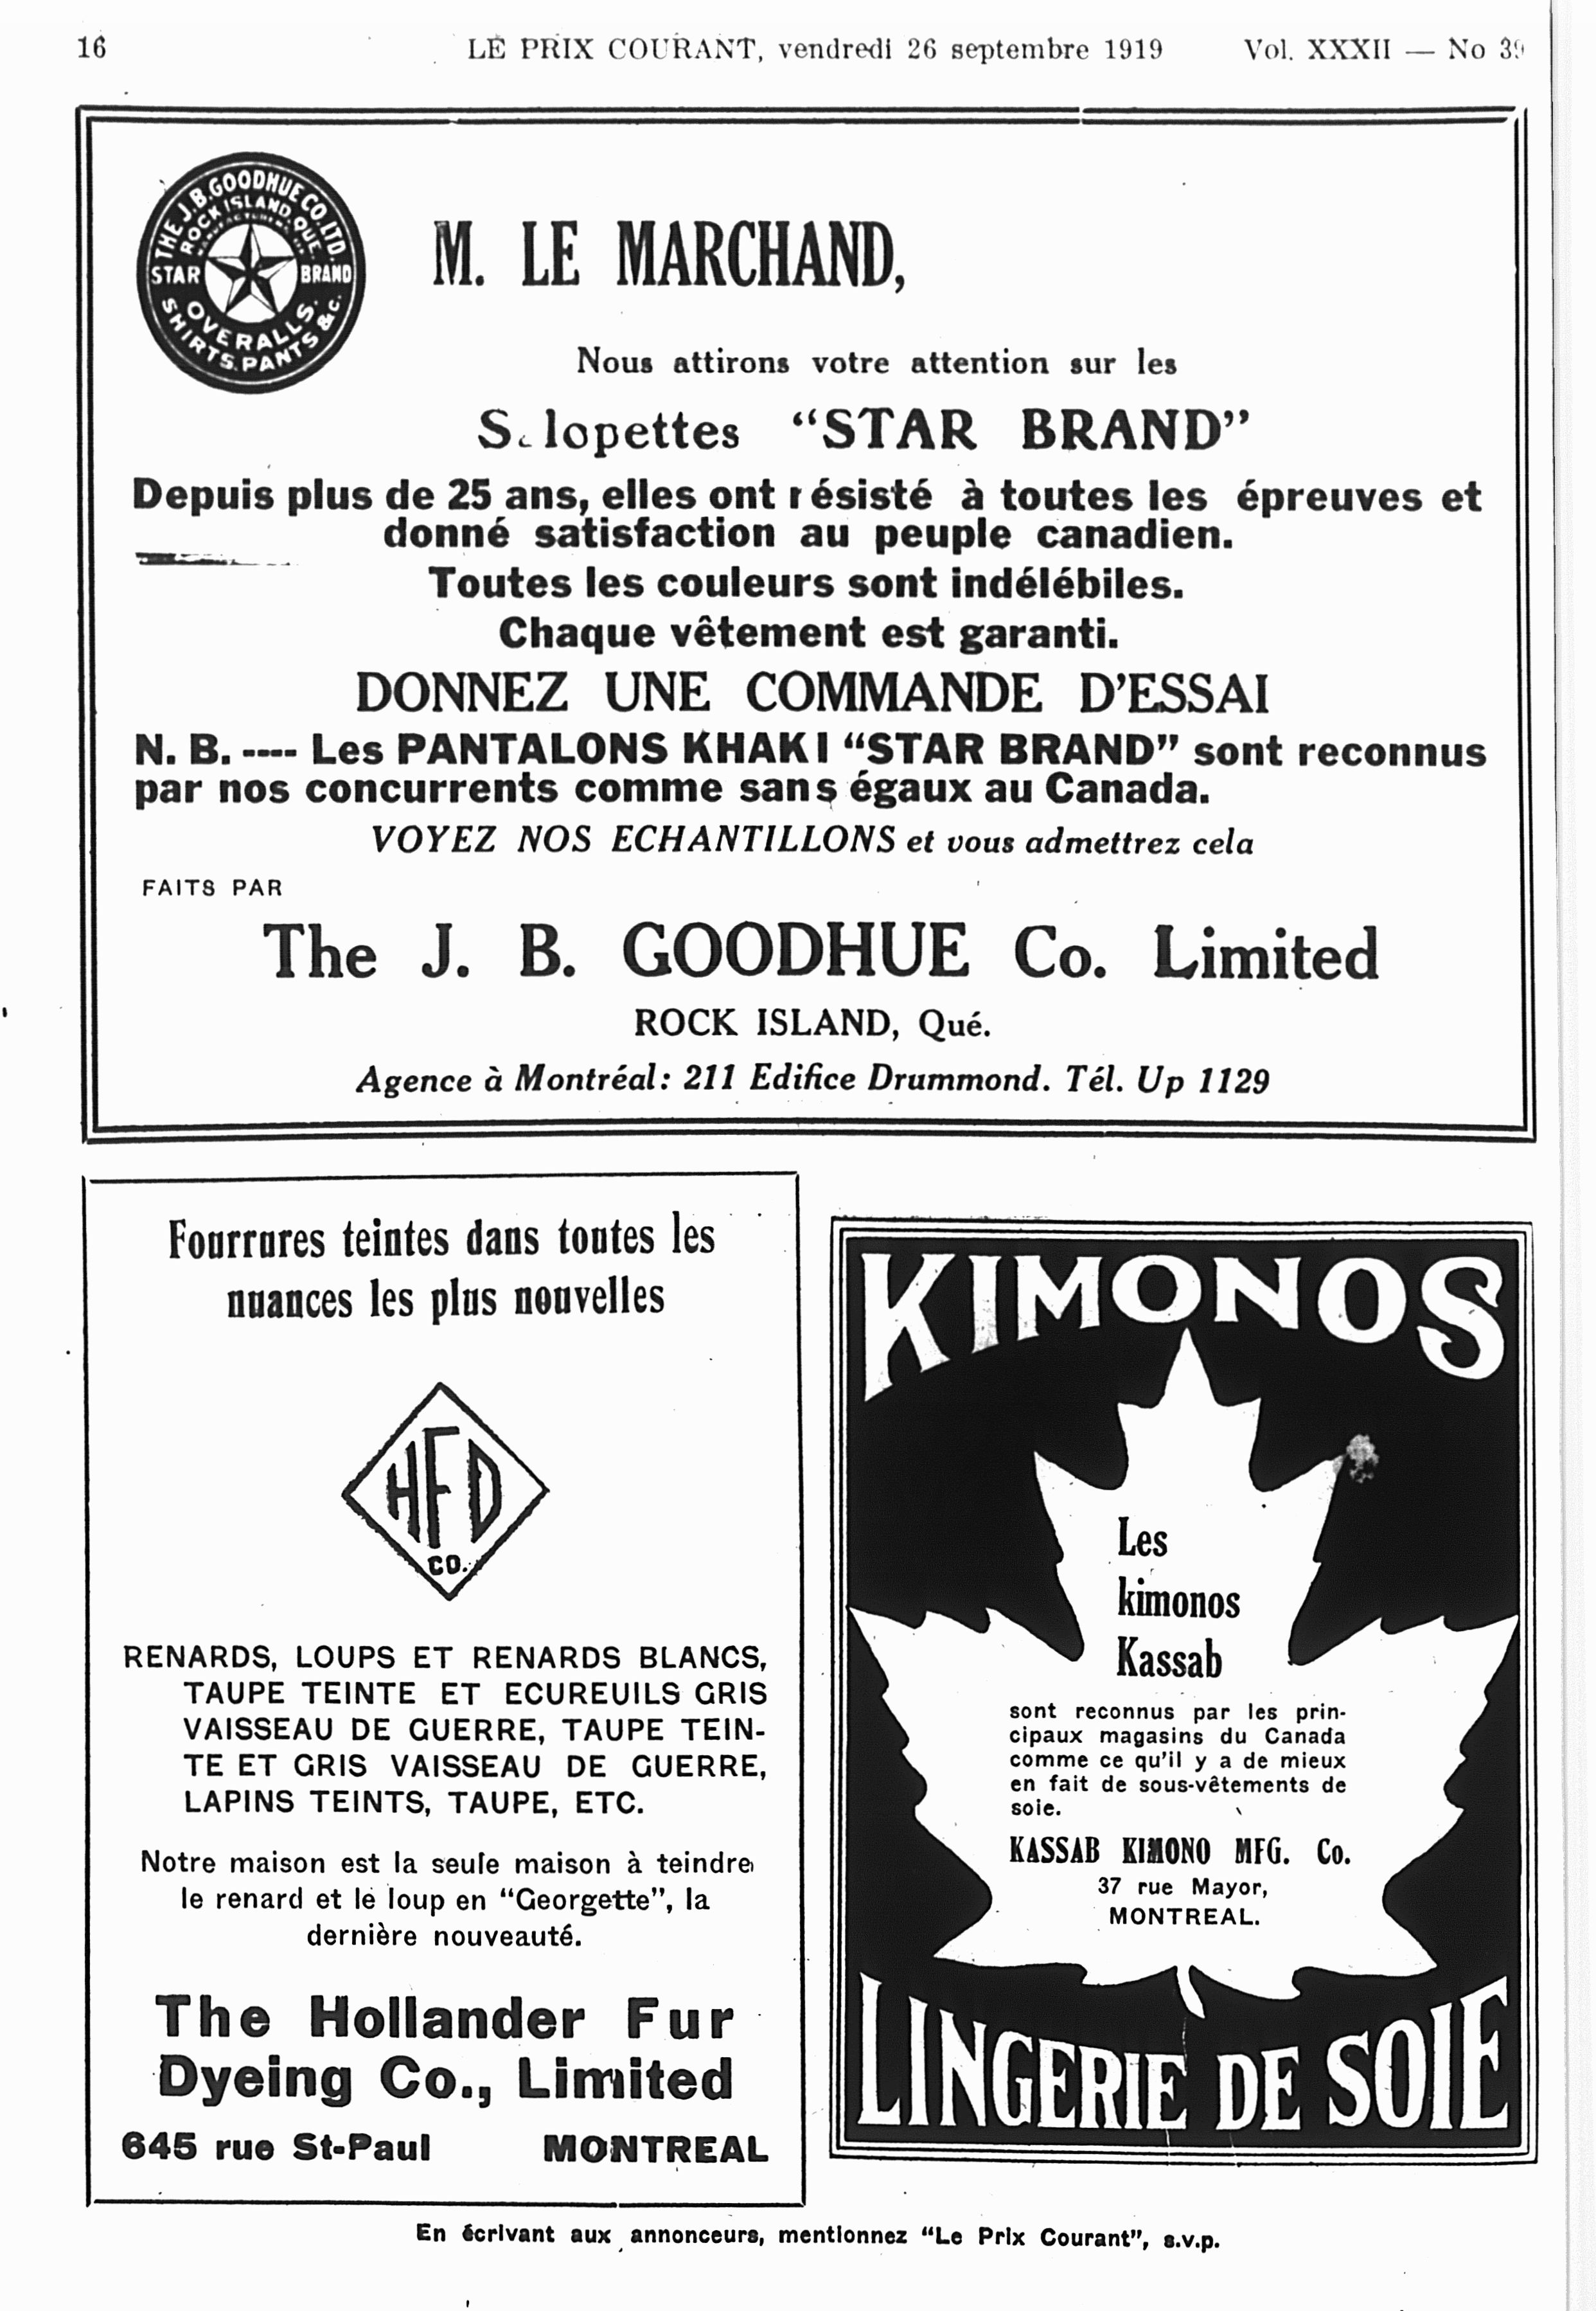 16
LE PRIX COURANT, vendredi 26 septembre 1919
Vol. XXXII — No 39
THE J.B. GOODHUE CO. LTD.
ROCK ISLAND, QUE.
STAR BRAND
OVERALLS.
SHIRTS. PANTS &c.
M. LE MARCHAND,
Nous attirons votre attention sur les
Salopettes “STAR BRAND”
Depuis plus de 25 ans, elles ont résisté à toutes les épreuves et
donné satisfaction au peuple canadien.
Toutes les couleurs sont indélébiles.
Chaque vêtement est garanti.
DONNEZ UNE COMMANDE D'ESSAI
N. B. ---- Les PANTALONS KHAKI “STAR BRAND” sont reconnus
par nos concurrents comme sans égaux au Canada.
VOYEZ NOS ECHANTILLONS et vous admettrez cela
FAITS PAR
The J. B. GOODHUE Co. Limited
ROCK ISLAND, Qué.
Agence à Montréal: 211 Edifice Drummond. Tél. Up 1129
Fourrures teintes dans toutes les
nuances les plus nouvelles
HFD
CO.
RENARDS, LOUPS ET RENARDS BLANCS,
TAUPE TEINTE ET ECUREUILS GRIS
VAISSEAU DE GUERRE, TAUPE TEIN-
TE ET GRIS VAISSEAU DE GUERRE,
LAPINS TEINTS, TAUPE, ETC.
Notre maison est la seule maison à teindre
le renard et le loup en “Georgette”, la
dernière nouveauté.
The Hollander Fur
Dyeing Co., Limited
645 rue St-Paul MONTREAL
KIMONOS
Les
kimonos
Kassab
sont reconnus par les prin-
cipaux magasins du Canada
comme ce qu'il y a de mieux
en fait de sous-vêtements de
soie.
KASSAB KIMONO MFG. Co.
37 rue Mayor,
MONTREAL.
LINGERIE DE SOIE
En écrivant aux annonceurs, mentionnez “Le Prix Courant”, s.v.p.